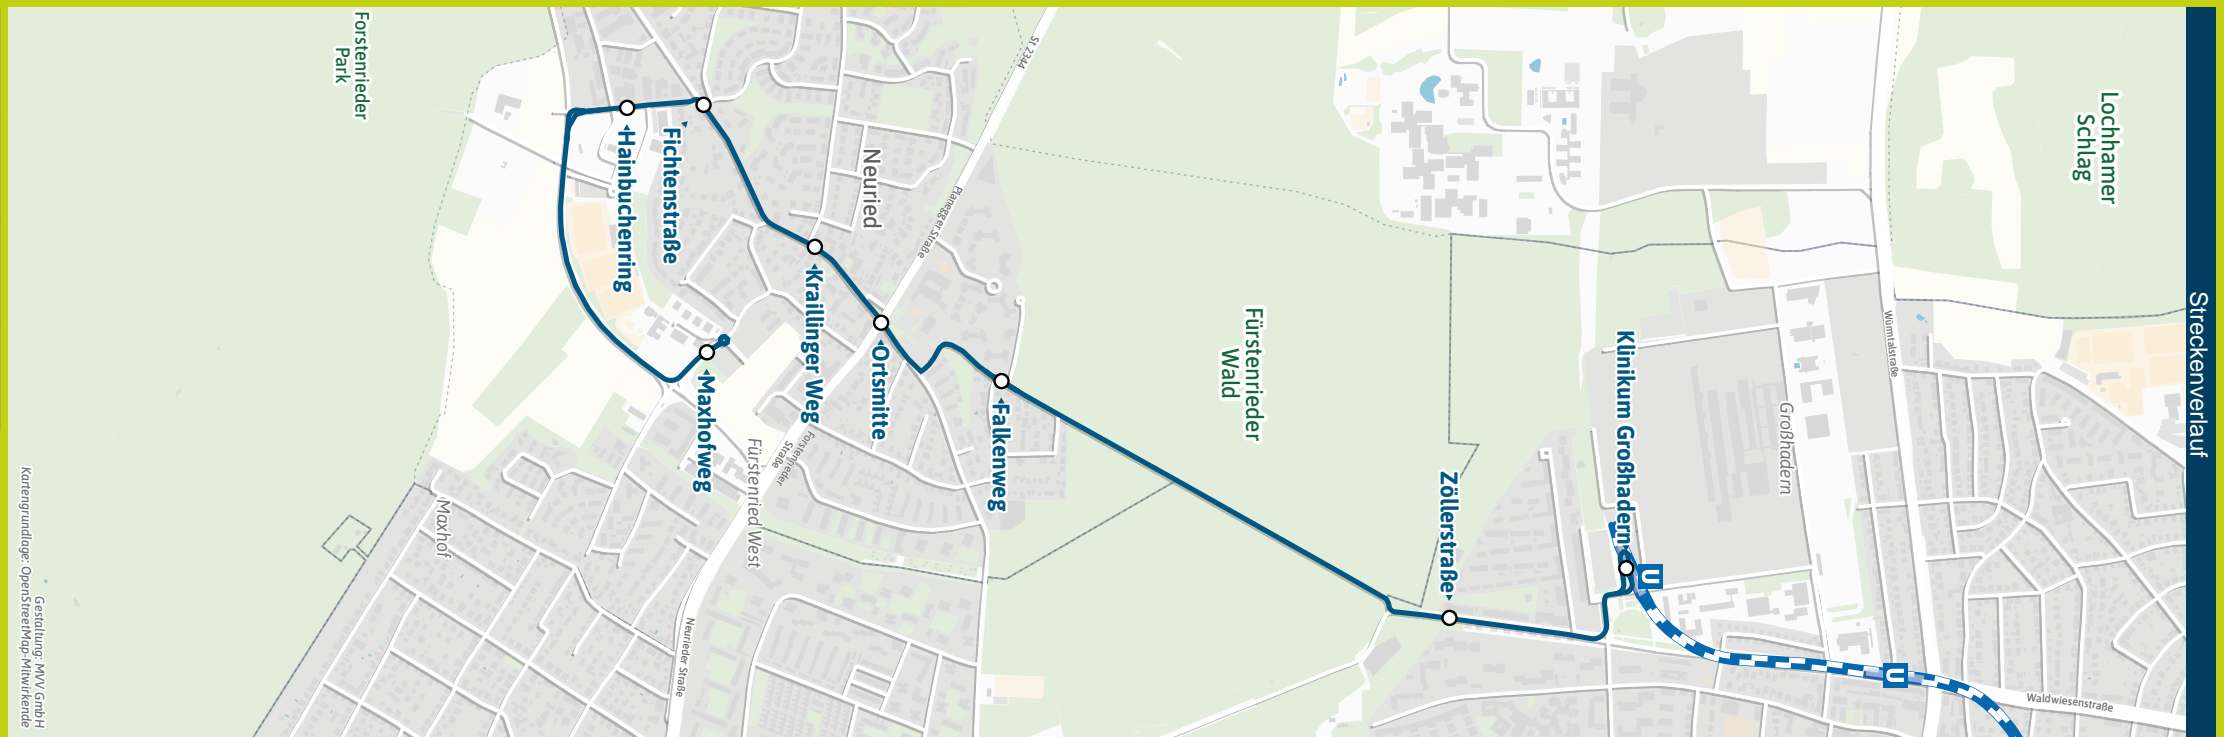 Streckenverlauf
Lochhamer
Schlag
Würmtalstraße
Waldwiesenstraße
Großhadern
U
U
Klinikum Großhadern
Zöllerstraße
Fürstenrieder
Wald
St 2344
Planegger Straße
Falkenweg
Neuried
Ortsmitte
Kraillinger Weg
Forstenrieder
Straße
Fürstenried West
Maxhofweg
Neurieder Straße
Fichtenstraße
Hainbuchenring
Maxhof
Forstenrieder
Park
Gestaltung: MVV GmbH
Kartengrundlage: OpenStreetMap-Mitwirkende